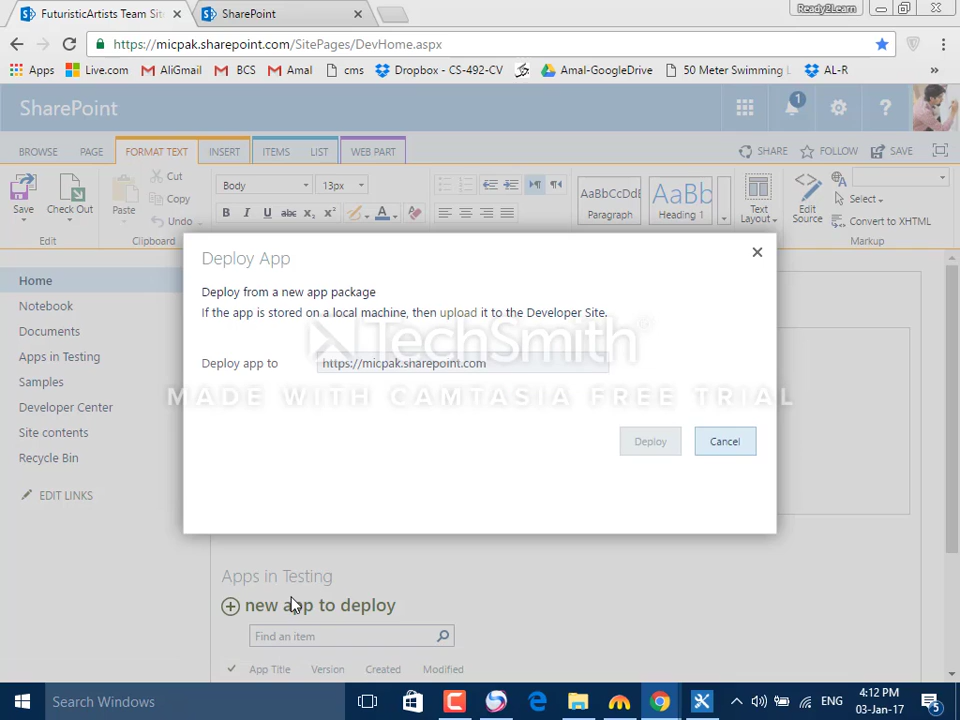 FuturisticArtists Team Sit
SharePoint
Ready2Learn
https://micpak.sharepoint.com/SitePages/DevHome.aspx
Apps
Live.com
AliGmail
BCS
Amal
cms
Dropbox - CS-492-CV
Amal-GoogleDrive
50 Meter Swimming
AL-R
»
SharePoint
1
?
BROWSE
PAGE
FORMAT TEXT
INSERT
ITEMS
LIST
WEB PART
SHARE
FOLLOW
SAVE
Save
Check Out
Paste
Cut
Copy
Undo
Body
13px
B I U abc x₂ x² A
AaBbCcDd
Paragraph
AaBb
Heading 1
Text Layout
Edit Source
Select
Convert to XHTML
Edit
Clipboard
Markup
Home
Notebook
Documents
Apps in Testing
Samples
Developer Center
Site contents
Recycle Bin
EDIT LINKS
Deploy App
Deploy from a new app package
If the app is stored on a local machine, then upload it to the Developer Site.
TechSmith
Deploy app to
https://micpak.sharepoint.com
MADE WITH CAMTASIA FREE TRIAL
Deploy
Cancel
Apps in Testing
new app to deploy
Find an item
App Title
Version
Created
Modified
Search Windows
ENG
4:12 PM
03-Jan-17
5